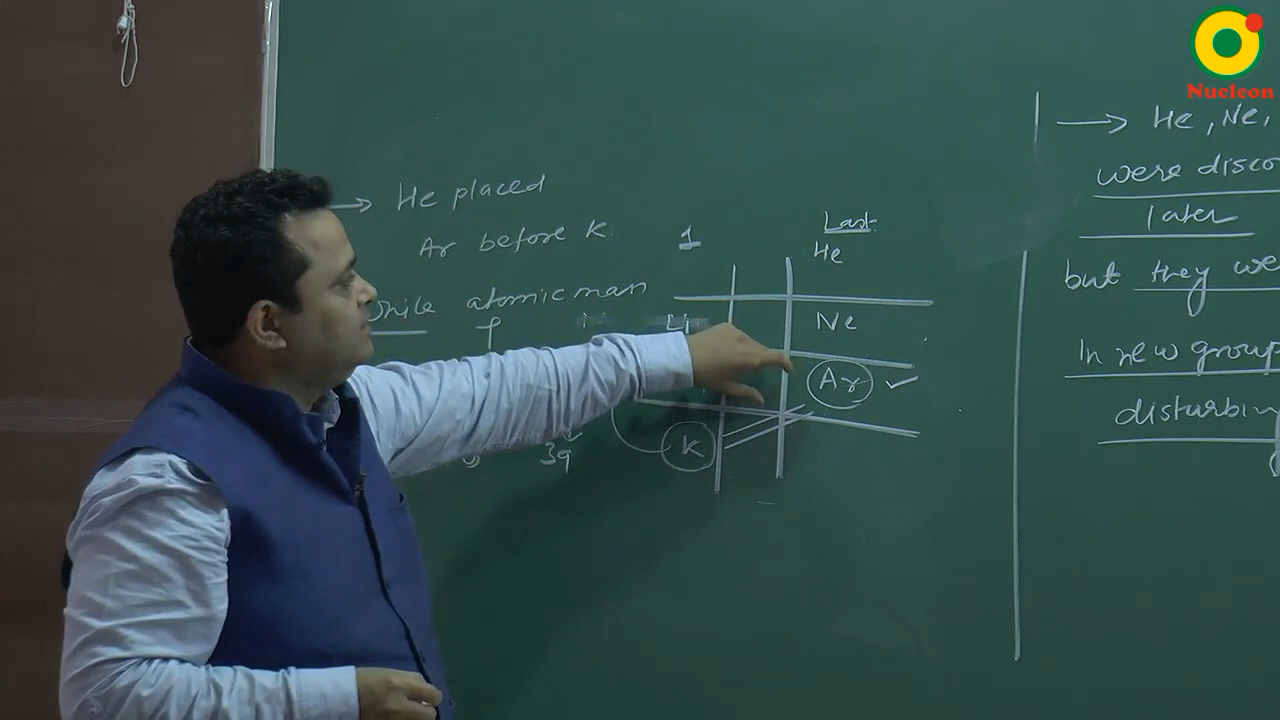 Nucleon
→ He placed
Ar before K.
While atomic mass
39
1
Last
He
Li
Ne
Ar ✓
K
→ He, Ne,
were disco
later
but they we
In new group
disturbin